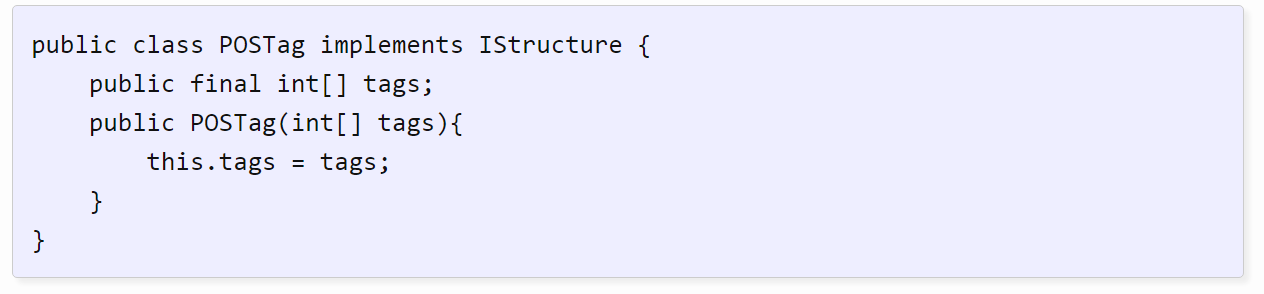 public class POSTag implements IStructure {
    public final int[] tags;
    public POSTag(int[] tags){
        this.tags = tags;
    }
}